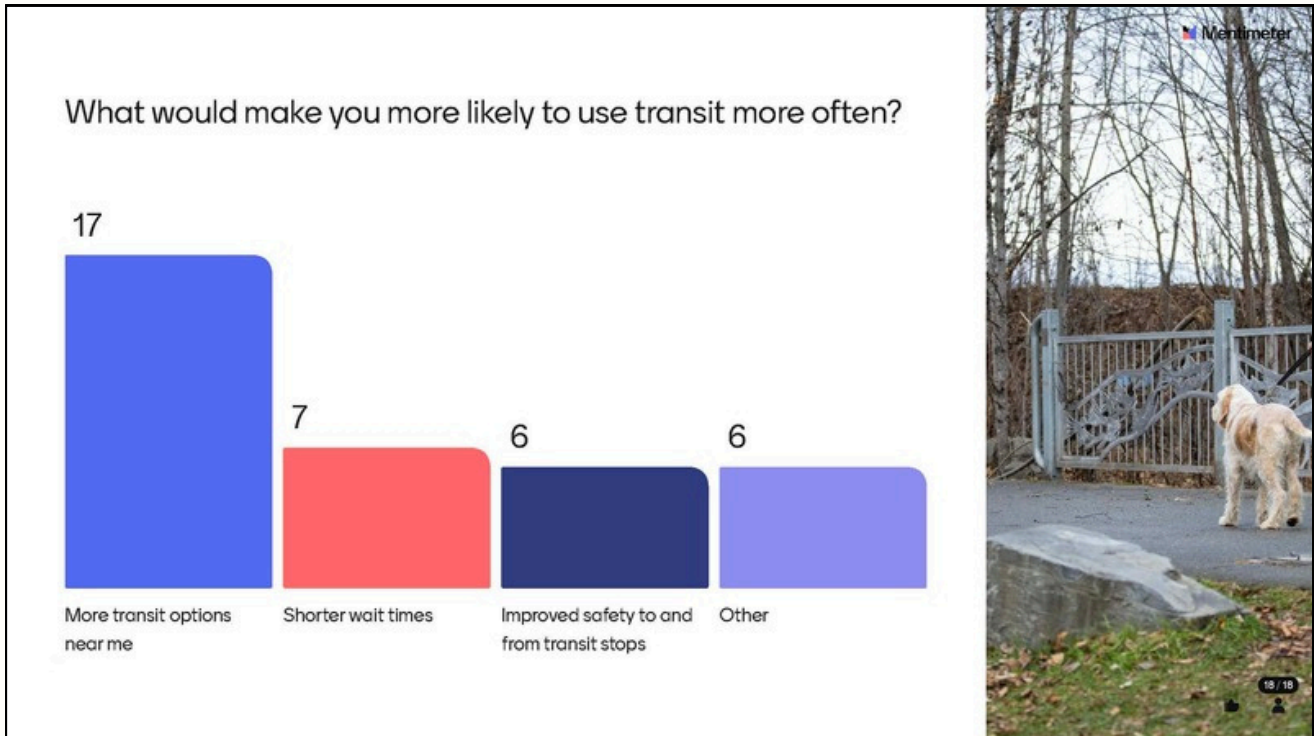 Mentimeter
What would make you more likely to use transit more often?
17
7
6
6
More transit options
near me
Shorter wait times
Improved safety to and
from transit stops
Other
18 / 18